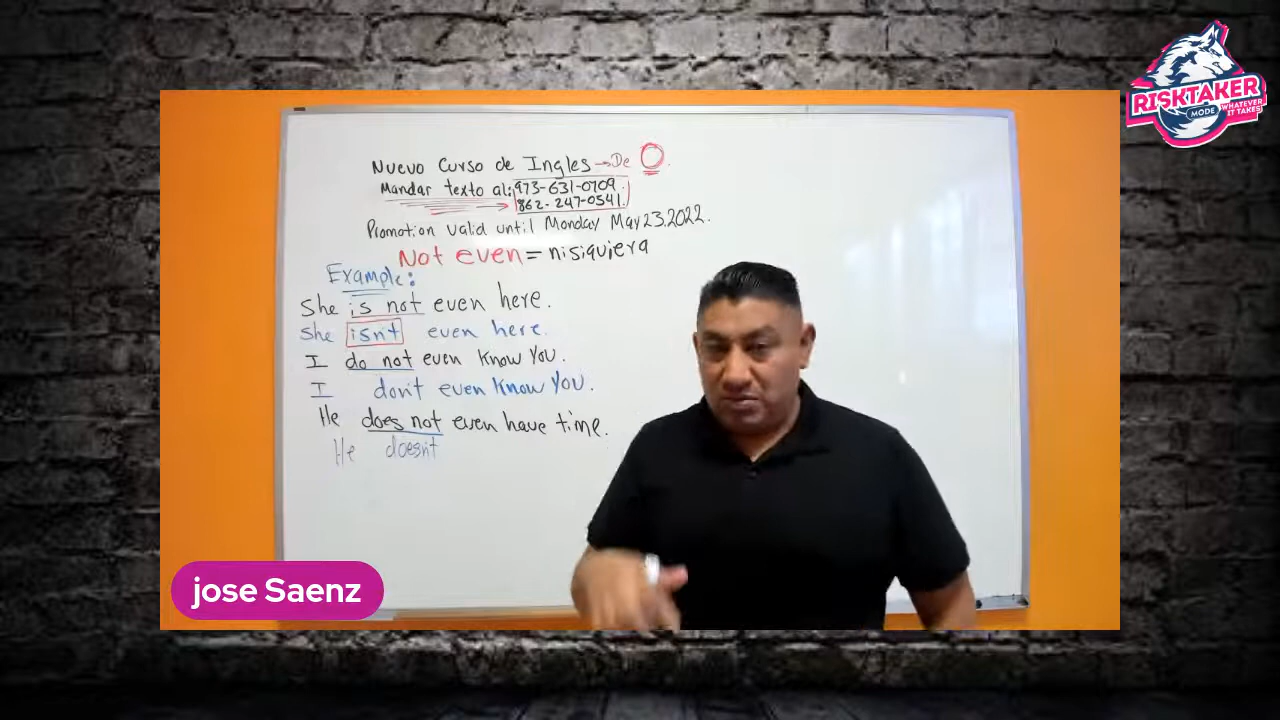 RISKTAKER
MODE
WHATEVER
IT TAKES
Nuevo Curso de Ingles → De 0.
Mandar texto al: 973-631-0709
→ 862-247-0541.
Promotion valid until Monday May 23.2022.
Not even = nisiquiera
Example:
She is not even here.
She isn't even here.
I do not even know you.
I don't even know you.
He does not even have time.
He doesn't
jose Saenz